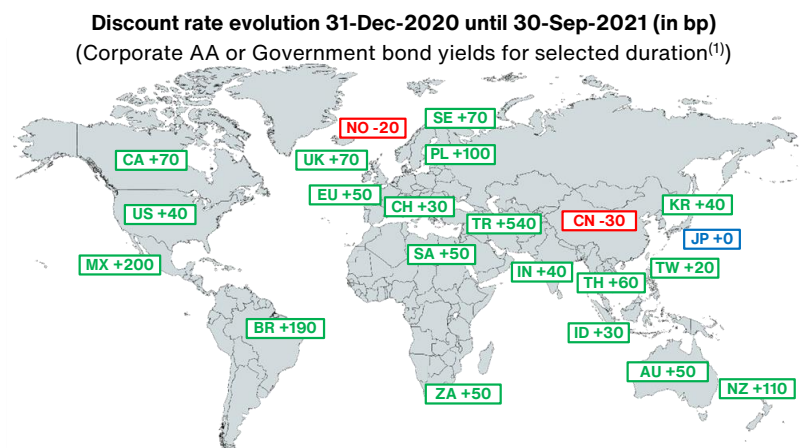 Discount rate evolution 31-Dec-2020 until 30-Sep-2021 (in bp)
(Corporate AA or Government bond yields for selected duration(1))
NO -20
SE +70
CA +70
UK +70
PL +100
EU +50
CH +30
KR +40
US +40
TR +540
CN -30
JP +0
MX +200
SA +50
IN +40
TW +20
TH +60
BR +190
ID +30
AU +50
ZA +50
NZ +110